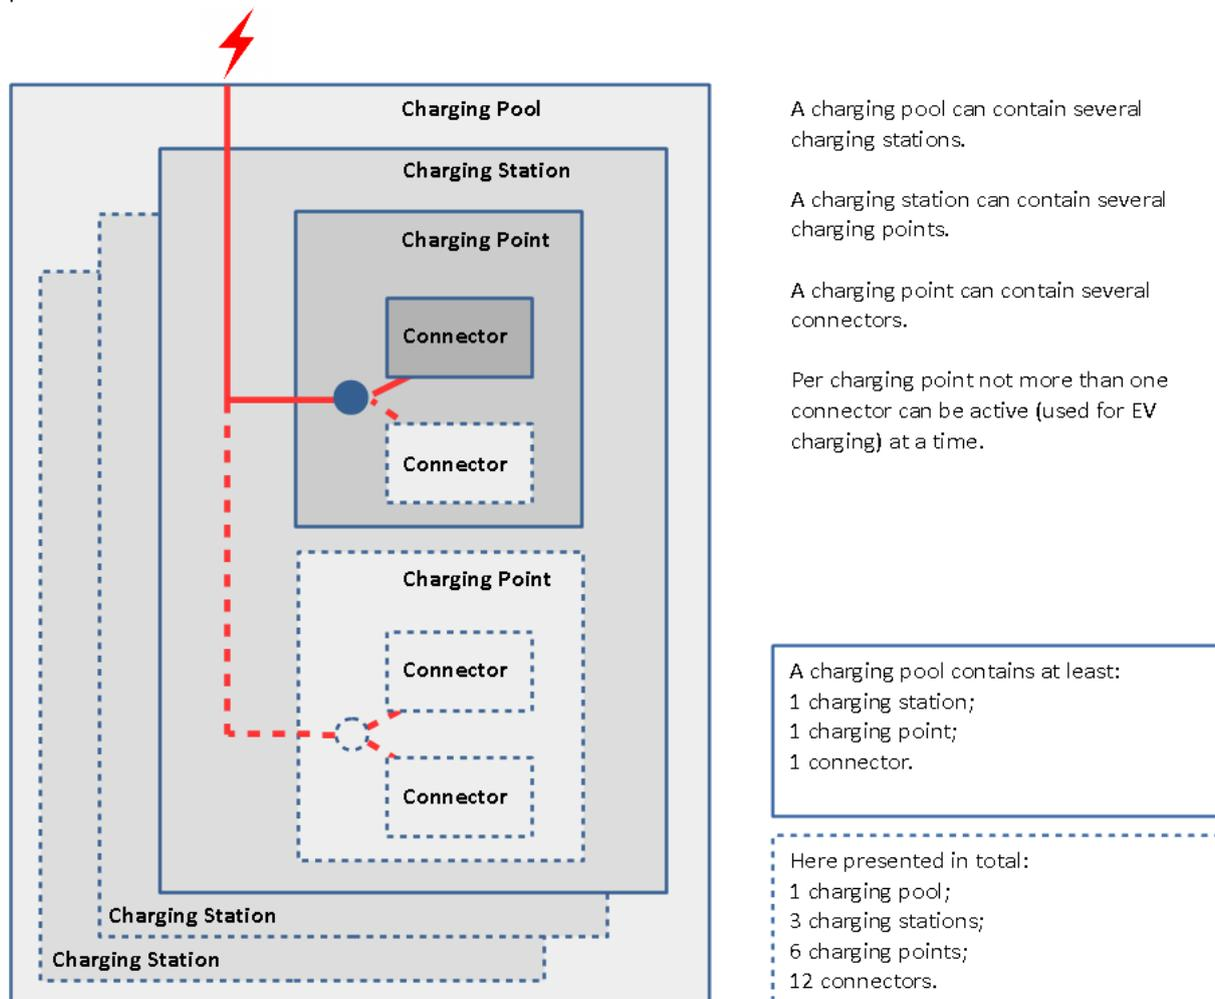 Charging Pool
Charging Station
Charging Point
Connector
Connector
Charging Point
Connector
Connector
Charging Station
Charging Station
A charging pool can contain several
charging stations.
A charging station can contain several
charging points.
A charging point can contain several
connectors.
Per charging point not more than one
connector can be active (used for EV
charging) at a time.
A charging pool contains at least:
1 charging station;
1 charging point;
1 connector.
Here presented in total:
1 charging pool;
3 charging stations;
6 charging points;
12 connectors.